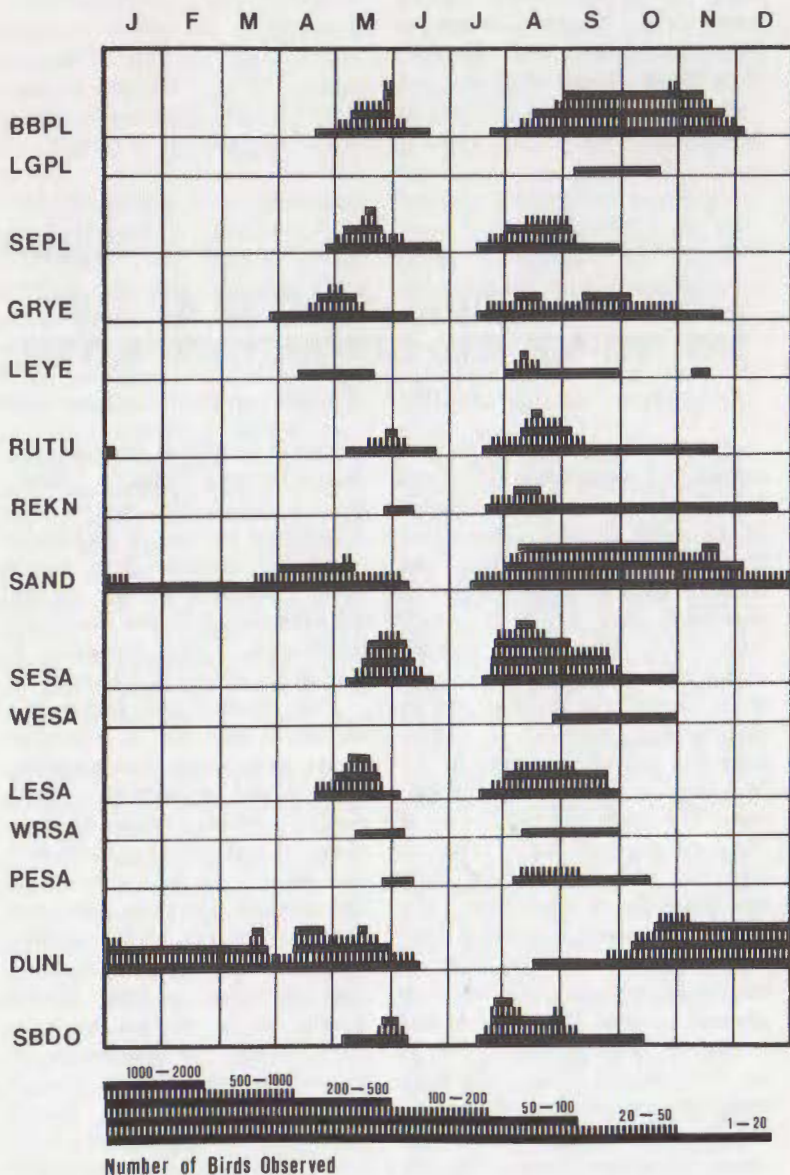 J F M A M J J A S O N D
BBPL
LGPL
SEPL
GRYE
LEYE
RUTU
REKN
SAND
SESA
WESA
LESA
WRSA
PESA
DUNL
SBDO
1000–2000
500–1000
200–500
100–200
50–100
20–50
1–20
Number of Birds Observed